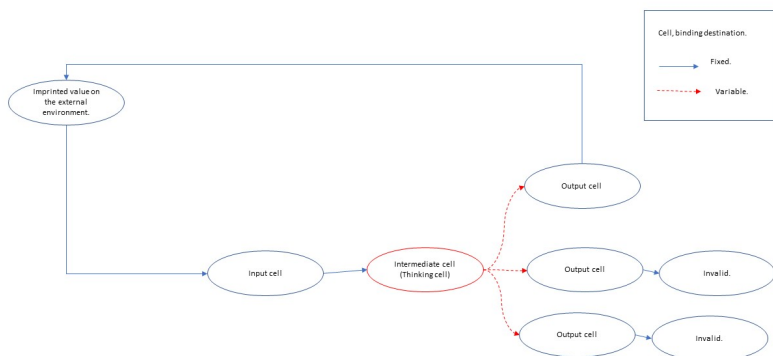 Cell, binding destination.
Fixed.
Variable.
Imprinted value on
the external
environment.
Output cell
Input cell
Intermediate cell
(Thinking cell)
Output cell
Invalid.
Output cell
Invalid.